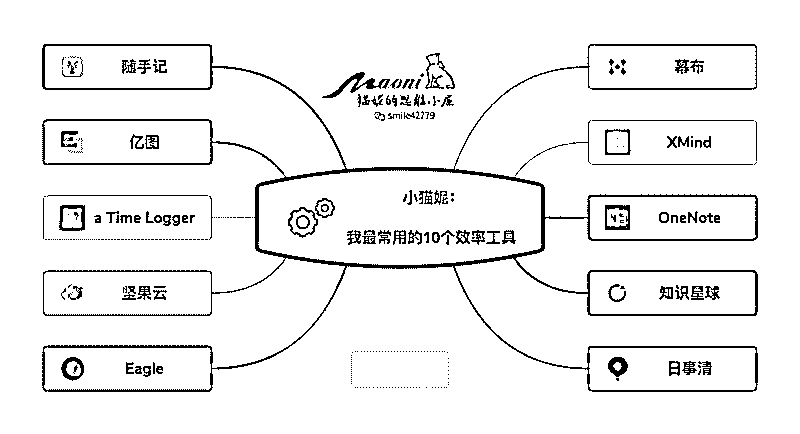 Maoni
猫妮的思维小屋
smile42779
小猫妮：
我最常用的10个效率工具
随手记
亿图
a Time Logger
坚果云
Eagle
幕布
XMind
OneNote
知识星球
日事清